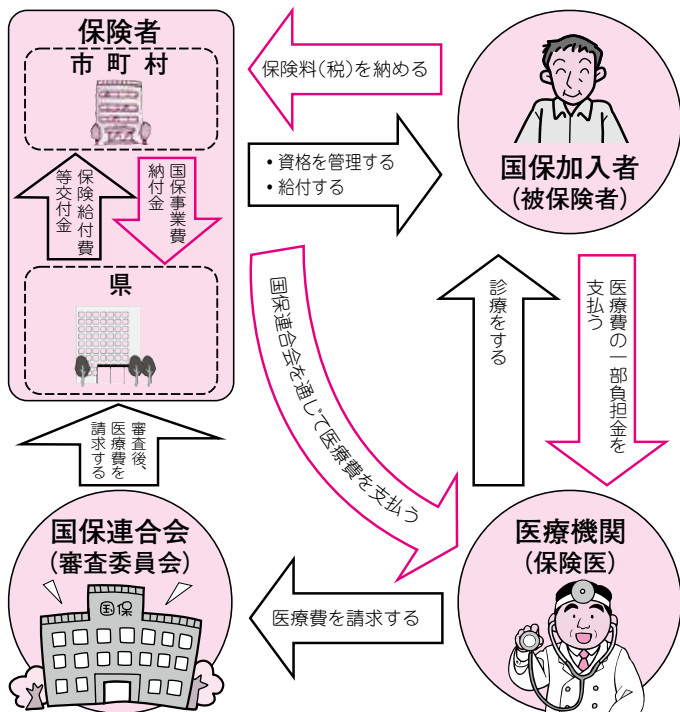 保険者
市町村
保険料(税)を納める
・資格を管理する
・給付する
国保加入者
(被保険者)
保険給付費
等交付金
国保事業費
納付金
県
国保連合会を通じて医療費を支払う
診療をする
医療費の一部負担金を
支払う
審査後、
医療費を
請求する
国保連合会
(審査委員会)
国保
医療費を請求する
医療機関
(保険医)